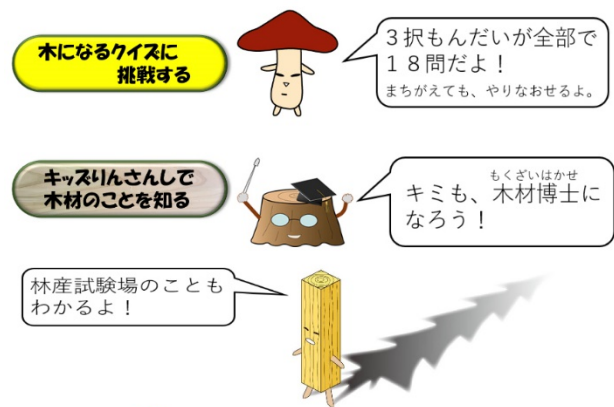 木になるクイズに
挑戦する
３択もんだいが全部で
１８問だよ！
まちがえても、やりなおせるよ。
キッズりんさんしで
木材のことを知る
もくざいはかせ
キミも、木材博士に
なろう！
林産試験場のことも
わかるよ！